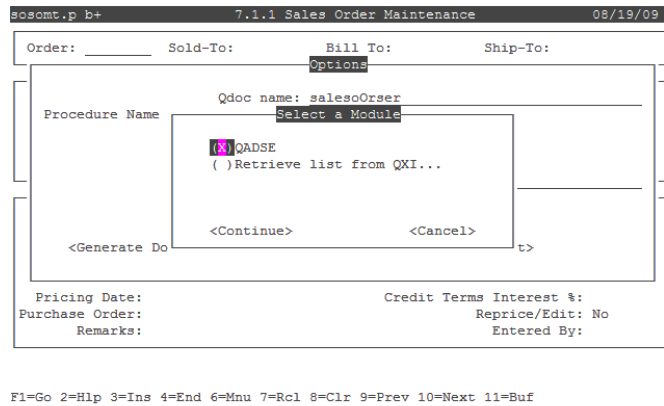 sosomt.p b+ 7.1.1 Sales Order Maintenance 08/19/09
Order: ________ Sold-To: Bill To: Ship-To:
Options
Qdoc name: salesoOrser
Procedure Name
Select a Module
(X)QADSE
( )Retrieve list from QXI...
<Continue> <Cancel>
<Generate Do t>
Pricing Date: Credit Terms Interest %:
Purchase Order: Reprice/Edit: No
Remarks: Entered By:
F1=Go 2=Hlp 3=Ins 4=End 6=Mnu 7=Rcl 8=Clr 9=Prev 10=Next 11=Buf